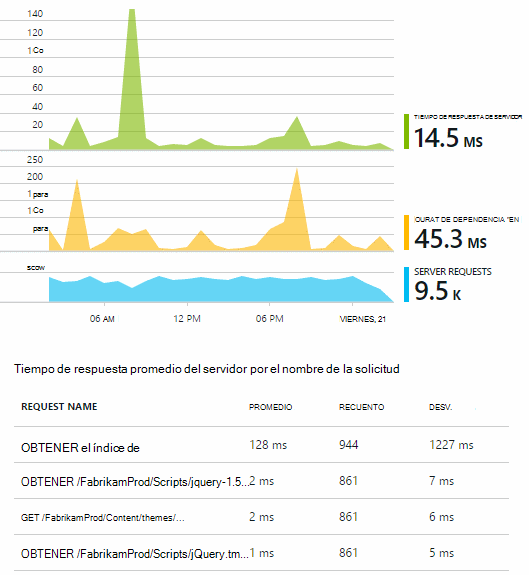 140
120
1Co
80
60
40
20
TIEMPO DE RESPUESTA DE SERVIDOR
14.5 MS
250
200
1 para
1Co
para
OURAT DE DEPENDENCIA "EN
45.3 MS
scow
SERVER REQUESTS
9.5 K
06 AM
12 PM
06 PM
VIERNES, 21
Tiempo de respuesta promedio del servidor por el nombre de la solicitud
REQUEST NAME PROMEDIO RECUENTO DESV.
OBTENER el índice de 128 ms 944 1227 ms
OBTENER /FabrikamProd/Scripts/jquery-1.5... 2 ms 861 7 ms
GET /FabrikamProd/Content/themes/... 2 ms 861 6 ms
OBTENER /FabrikamProd/Scripts/jQuery.tm... 1 ms 861 5 ms